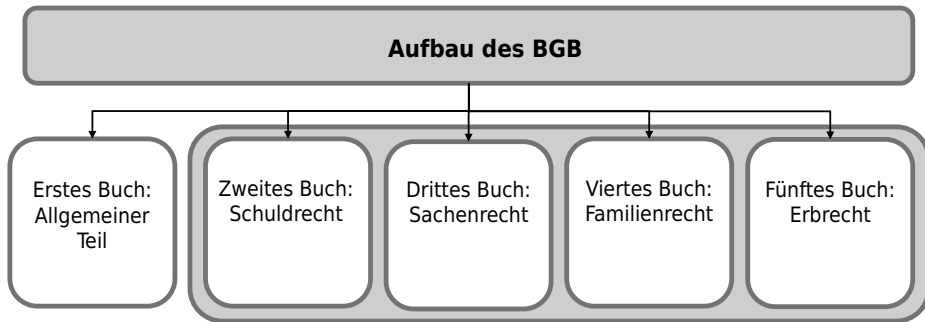 Aufbau des BGB
Erstes Buch:
Allgemeiner
Teil
Zweites Buch:
Schuldrecht
Drittes Buch:
Sachenrecht
Viertes Buch:
Familienrecht
Fünftes Buch:
Erbrecht